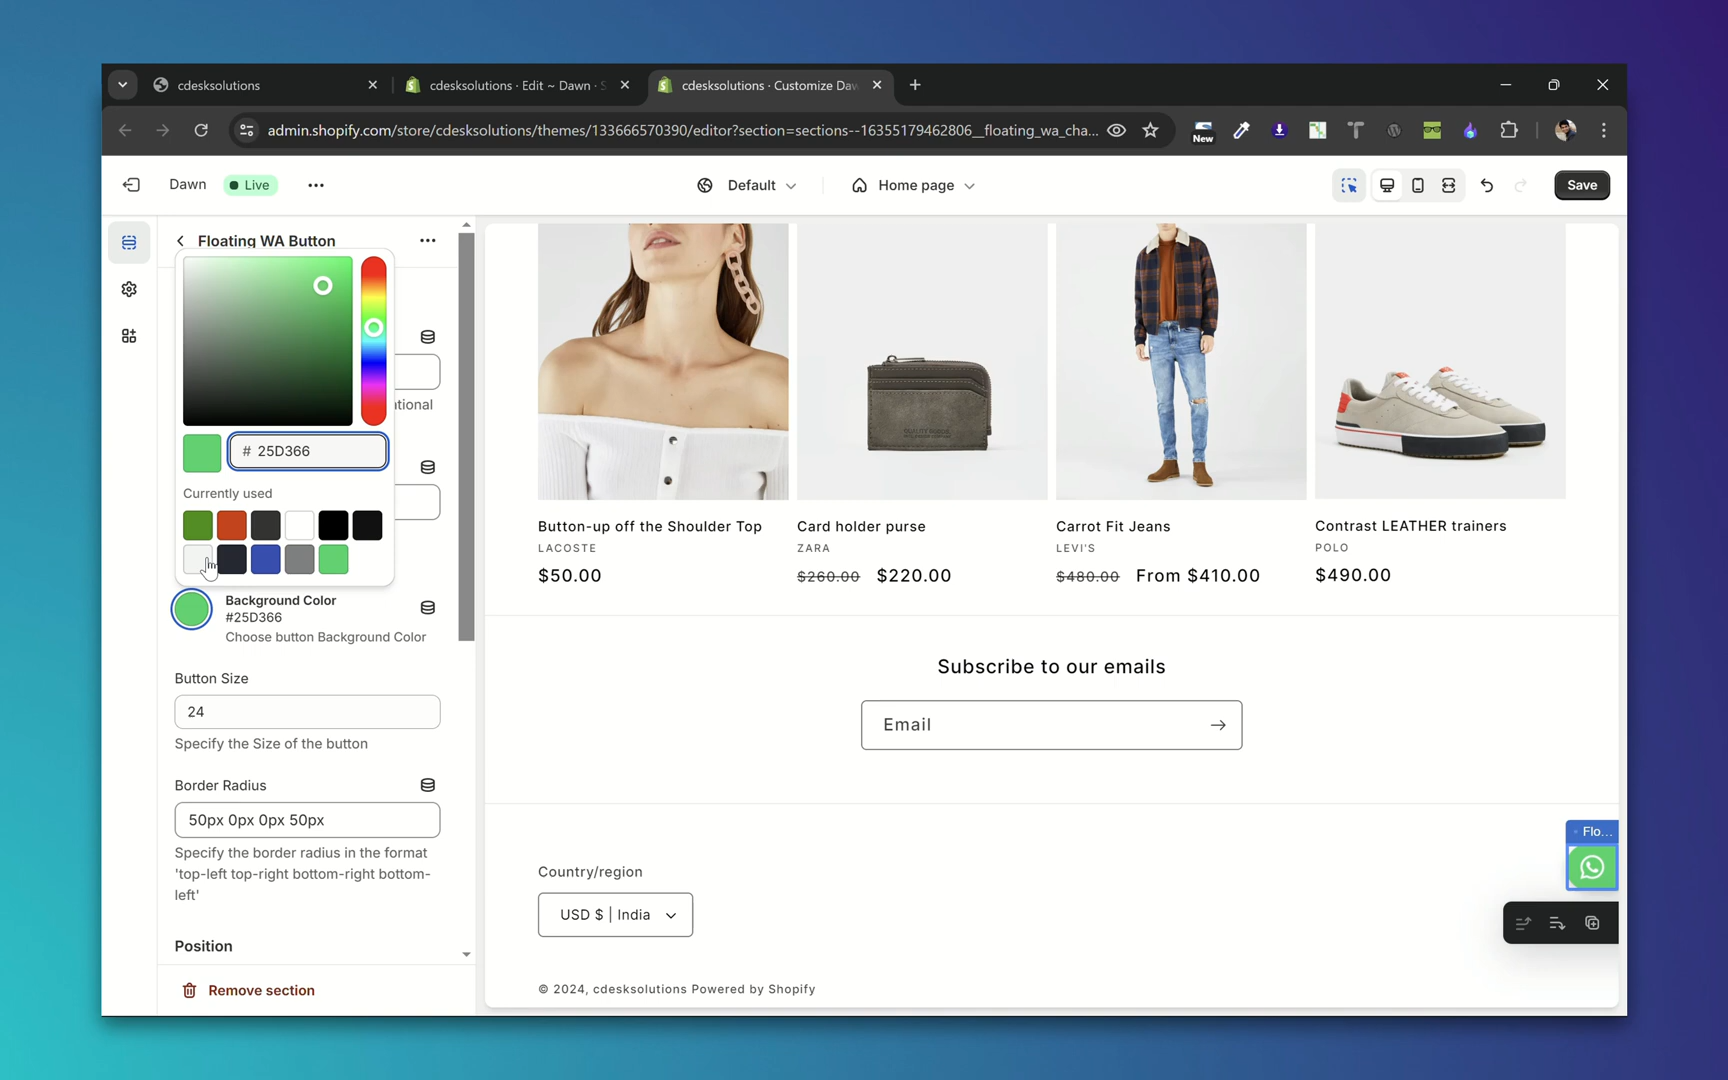 cdesksolutions
cdesksolutions · Edit ~ Dawn · S
cdesksolutions · Customize Daw
admin.shopify.com/store/cdesksolutions/themes/133666570390/editor?section=sections--16355179462806__floating_wa_cha...
New
Dawn
Live
Default
Home page
Save
Floating WA Button
ational
# 25D366
Currently used
Background Color
#25D366
Choose button Background Color
Button Size
24
Specify the Size of the button
Border Radius
50px 0px 0px 50px
Specify the border radius in the format
'top-left top-right bottom-right bottom-
left'
Position
Remove section
Button-up off the Shoulder Top
LACOSTE
$50.00
Card holder purse
ZARA
$260.00 $220.00
Carrot Fit Jeans
LEVI'S
$480.00 From $410.00
Contrast LEATHER trainers
POLO
$490.00
Subscribe to our emails
Email
Country/region
USD $ | India
© 2024, cdesksolutions Powered by Shopify
Flo...